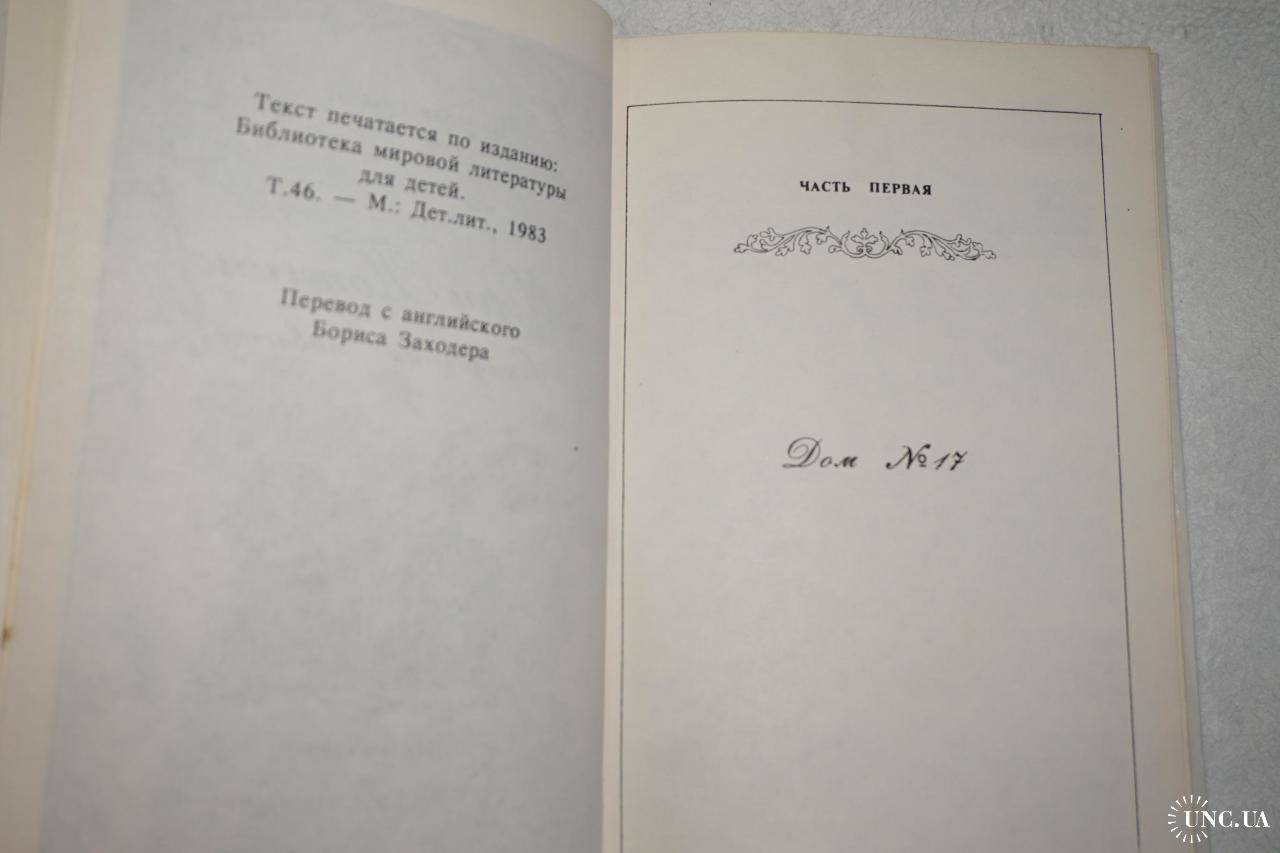 Текст печатается по изданию:
Библиотека мировой литературы
для детей.
Т.46. — М.: Дет.лит., 1983
Перевод с английского
Бориса Заходера
ЧАСТЬ ПЕРВАЯ
Дом №17
UNC.UA